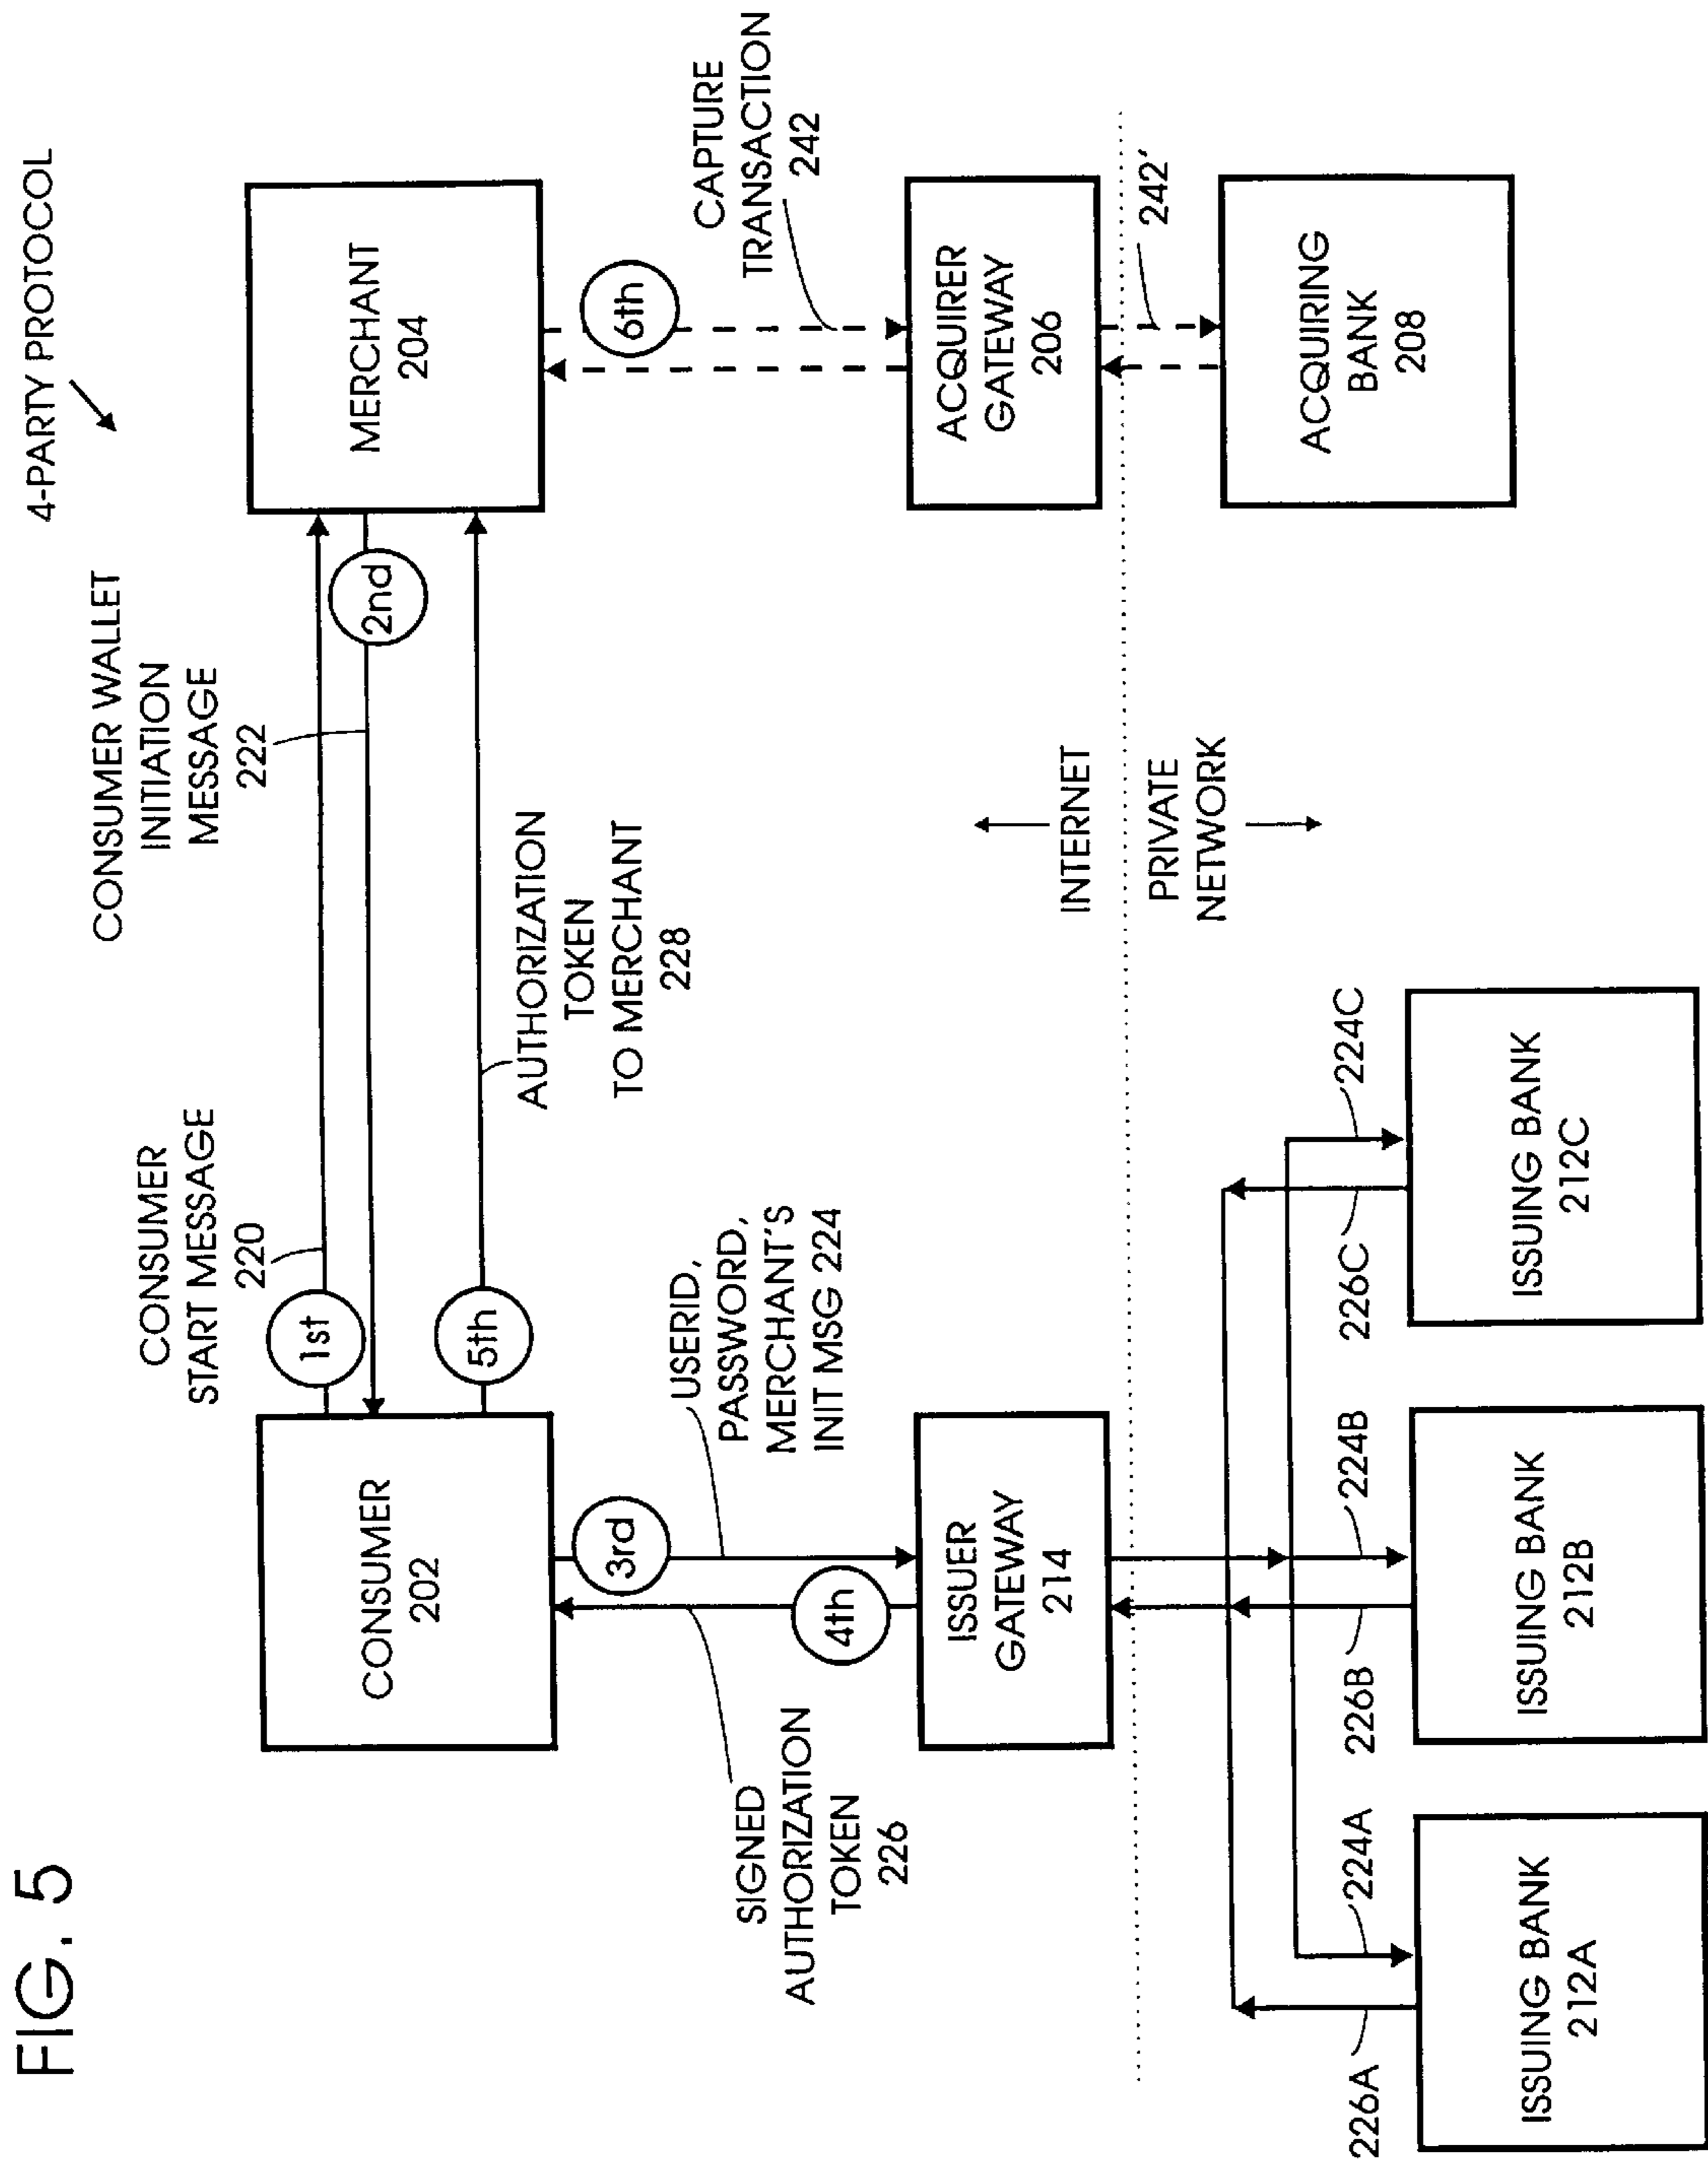 FIG. 5
4-PARTY PROTOCOL
CONSUMER
START MESSAGE
220
CONSUMER WALLET
INITIATION
MESSAGE
222
1st
2nd
CONSUMER
202
MERCHANT
204
5th
AUTHORIZATION
TOKEN
TO MERCHANT
228
3rd
USERID,
PASSWORD,
MERCHANT'S
INIT MSG 224
4th
SIGNED
AUTHORIZATION
TOKEN
226
6th
CAPTURE
TRANSACTION
242
ISSUER
GATEWAY
214
ACQUIRER
GATEWAY
206
INTERNET
PRIVATE
NETWORK
242'
226A
224A
226B
224B
226C
224C
ISSUING BANK
212A
ISSUING BANK
212B
ISSUING BANK
212C
ACQUIRING
BANK
208